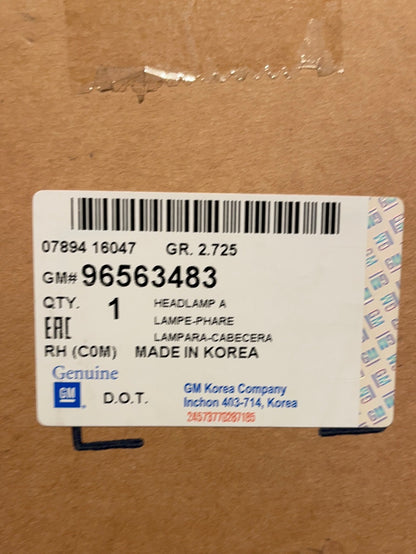 07894 16047 GR. 2.725
GM# 96563483
QTY. 1 HEADLAMP A
LAMPE-PHARE
EAC LAMPARA-CABECERA
RH (C0M) MADE IN KOREA
Genuine
GM D.O.T. GM Korea Company
Inchon 403-714, Korea
24573770287185